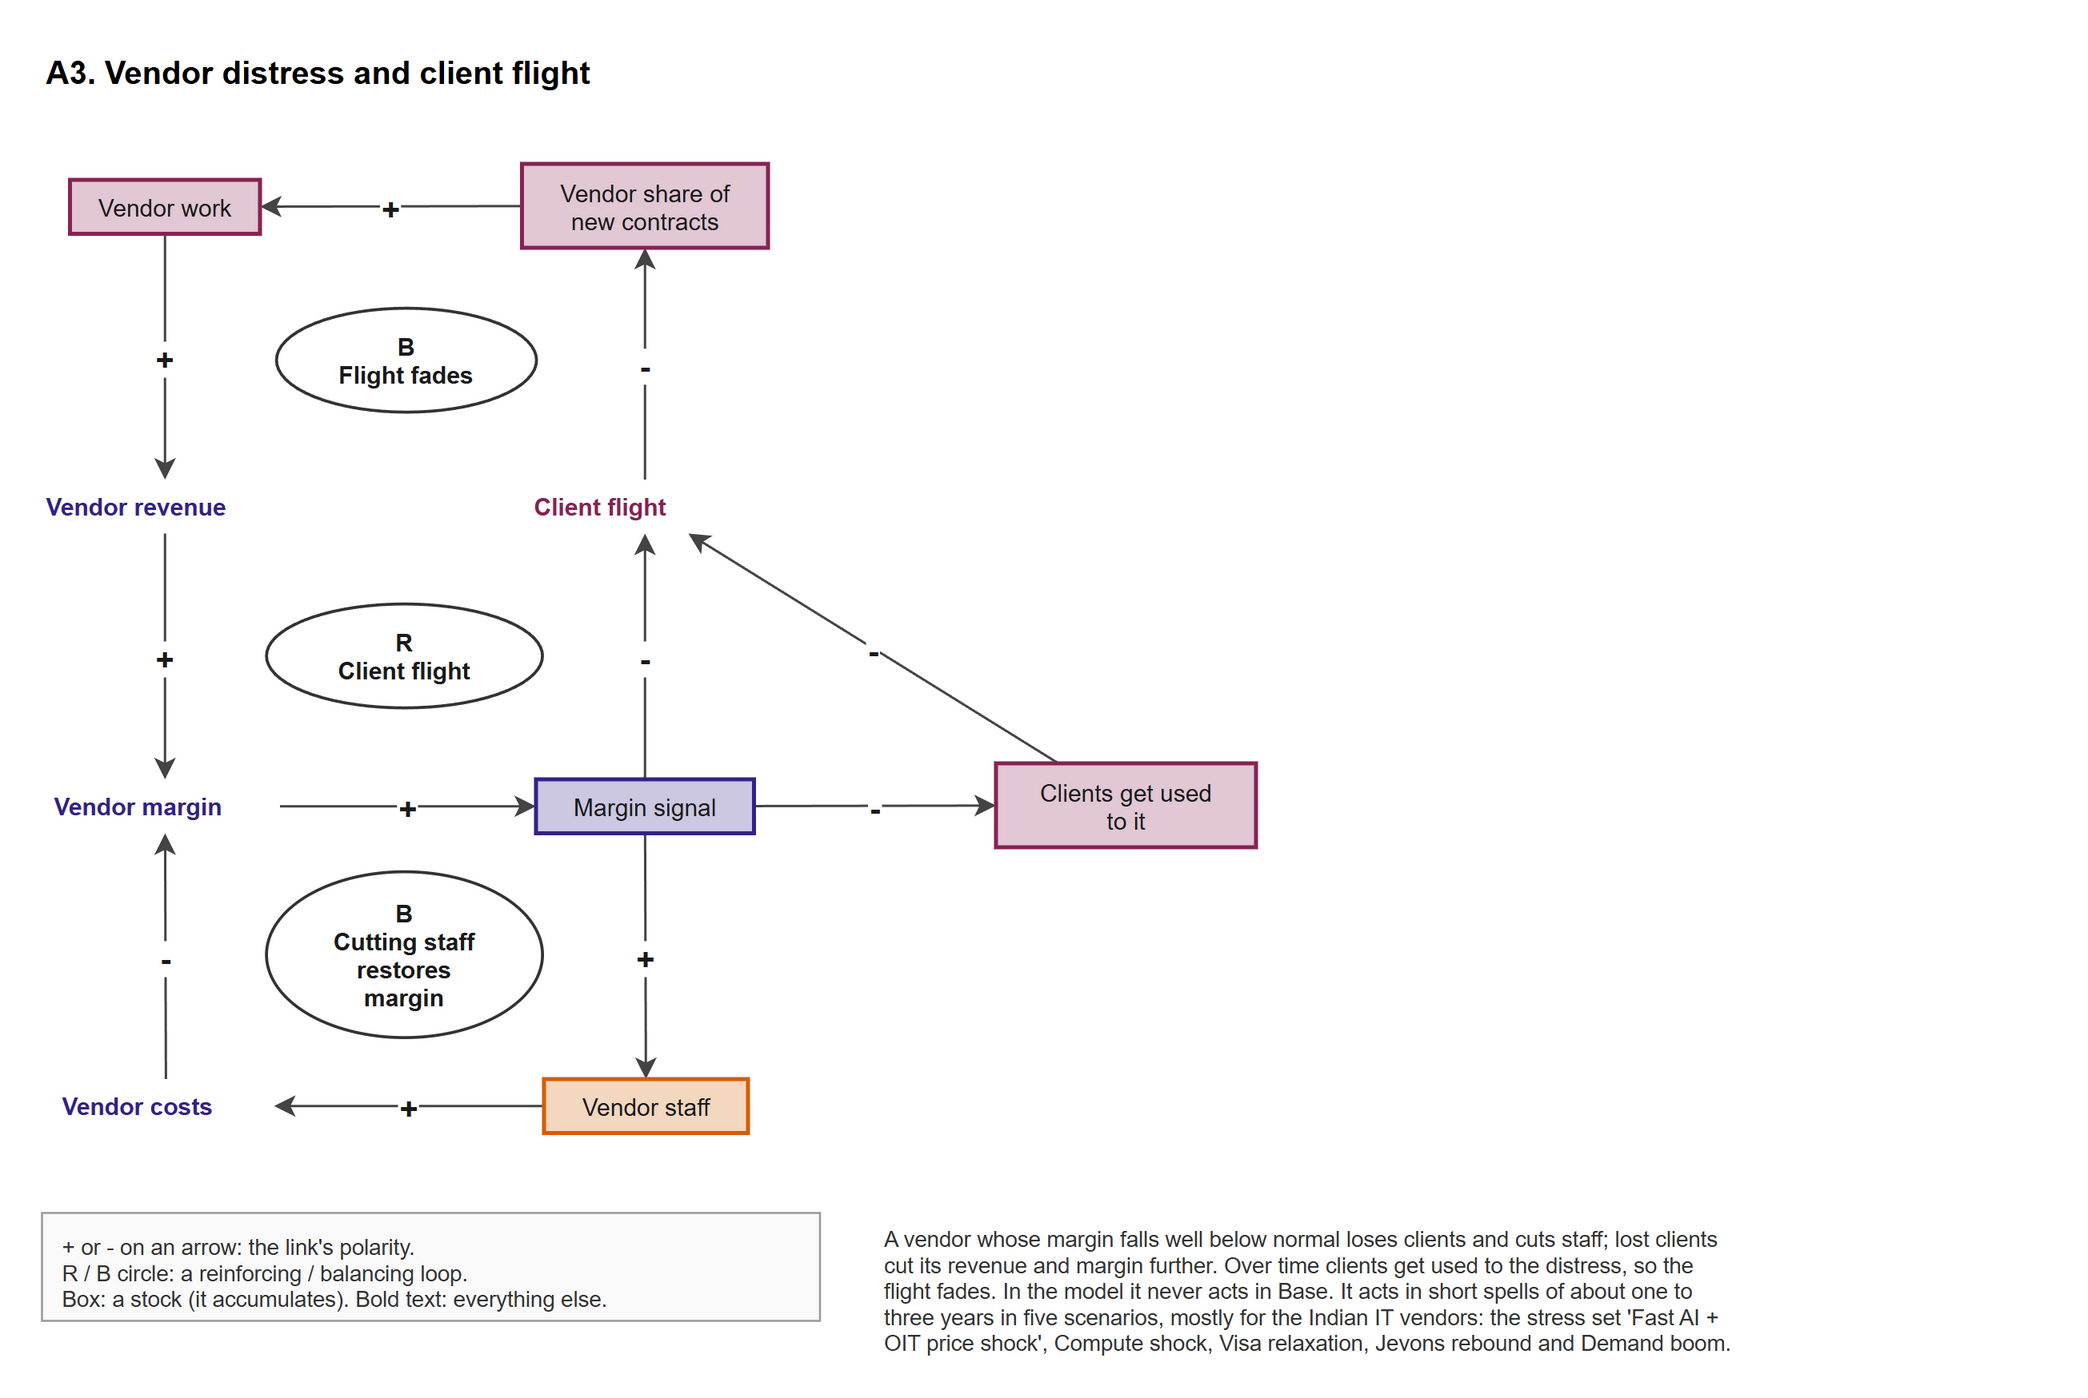 A3. Vendor distress and client flight
Vendor work
+
Vendor share of
new contracts
B
Flight fades
+
-
Vendor revenue
Client flight
R
Client flight
+
-
-
Vendor margin
+
Margin signal
-
Clients get used
to it
B
Cutting staff
restores
margin
-
+
Vendor costs
+
Vendor staff
+ or - on an arrow: the link's polarity.
R / B circle: a reinforcing / balancing loop.
Box: a stock (it accumulates). Bold text: everything else.
A vendor whose margin falls well below normal loses clients and cuts staff; lost clients
cut its revenue and margin further. Over time clients get used to the distress, so the
flight fades. In the model it never acts in Base. It acts in short spells of about one to
three years in five scenarios, mostly for the Indian IT vendors: the stress set 'Fast AI +
OIT price shock', Compute shock, Visa relaxation, Jevons rebound and Demand boom.